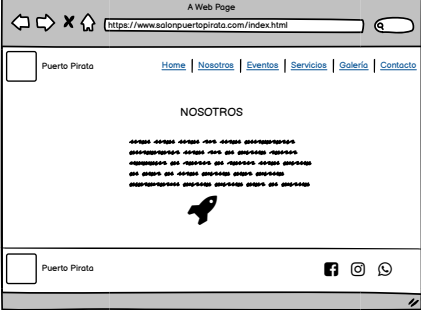 A Web Page
https://www.salonpuertopirata.com/index.html
Puerto Pirata
Home | Nosotros | Eventos | Servicios | Galería | Contacto
NOSOTROS
Puerto Pirata